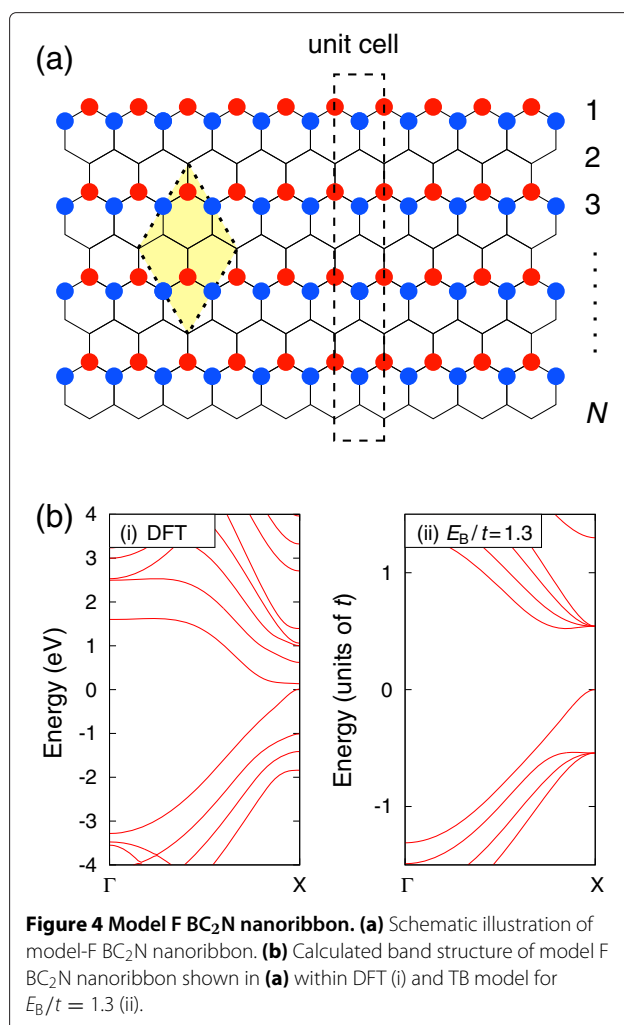 unit cell
(a)
1
2
3
N
(b)
(i) DFT
(ii) E_B/t = 1.3
Energy (eV)
4
3
2
1
0
-1
-2
-3
-4
Γ X
Energy (units of t)
1
0
-1
Γ X
Figure 4 Model F BC₂N nanoribbon. (a) Schematic illustration of
model-F BC₂N nanoribbon. (b) Calculated band structure of model F
BC₂N nanoribbon shown in (a) within DFT (i) and TB model for
E_B/t = 1.3 (ii).